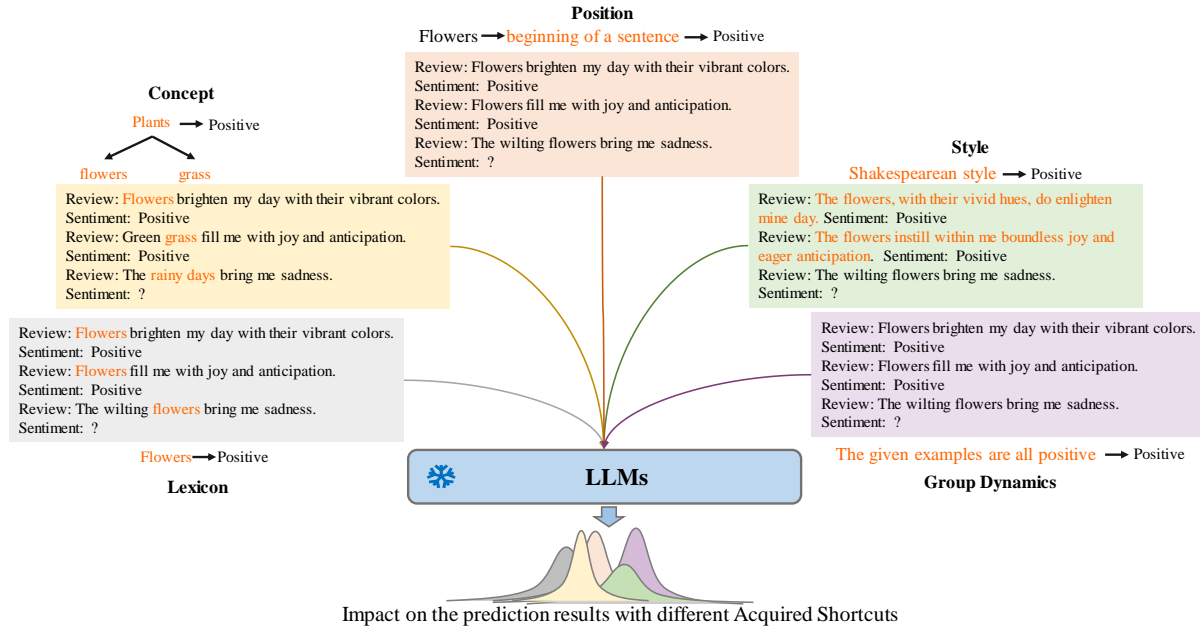 Position
Flowers → beginning of a sentence → Positive
Review: Flowers brighten my day with their vibrant colors.
Sentiment: Positive
Review: Flowers fill me with joy and anticipation.
Sentiment: Positive
Review: The wilting flowers bring me sadness.
Sentiment: ?
Concept
Plants → Positive
flowers grass
Review: Flowers brighten my day with their vibrant colors.
Sentiment: Positive
Review: Green grass fill me with joy and anticipation.
Sentiment: Positive
Review: The rainy days bring me sadness.
Sentiment: ?
Style
Shakespearean style → Positive
Review: The flowers, with their vivid hues, do enlighten
mine day. Sentiment: Positive
Review: The flowers instill within me boundless joy and
eager anticipation. Sentiment: Positive
Review: The wilting flowers bring me sadness.
Sentiment: ?
Review: Flowers brighten my day with their vibrant colors.
Sentiment: Positive
Review: Flowers fill me with joy and anticipation.
Sentiment: Positive
Review: The wilting flowers bring me sadness.
Sentiment: ?
Flowers → Positive
Lexicon
Review: Flowers brighten my day with their vibrant colors.
Sentiment: Positive
Review: Flowers fill me with joy and anticipation.
Sentiment: Positive
Review: The wilting flowers bring me sadness.
Sentiment: ?
The given examples are all positive → Positive
Group Dynamics
LLMs
Impact on the prediction results with different Acquired Shortcuts